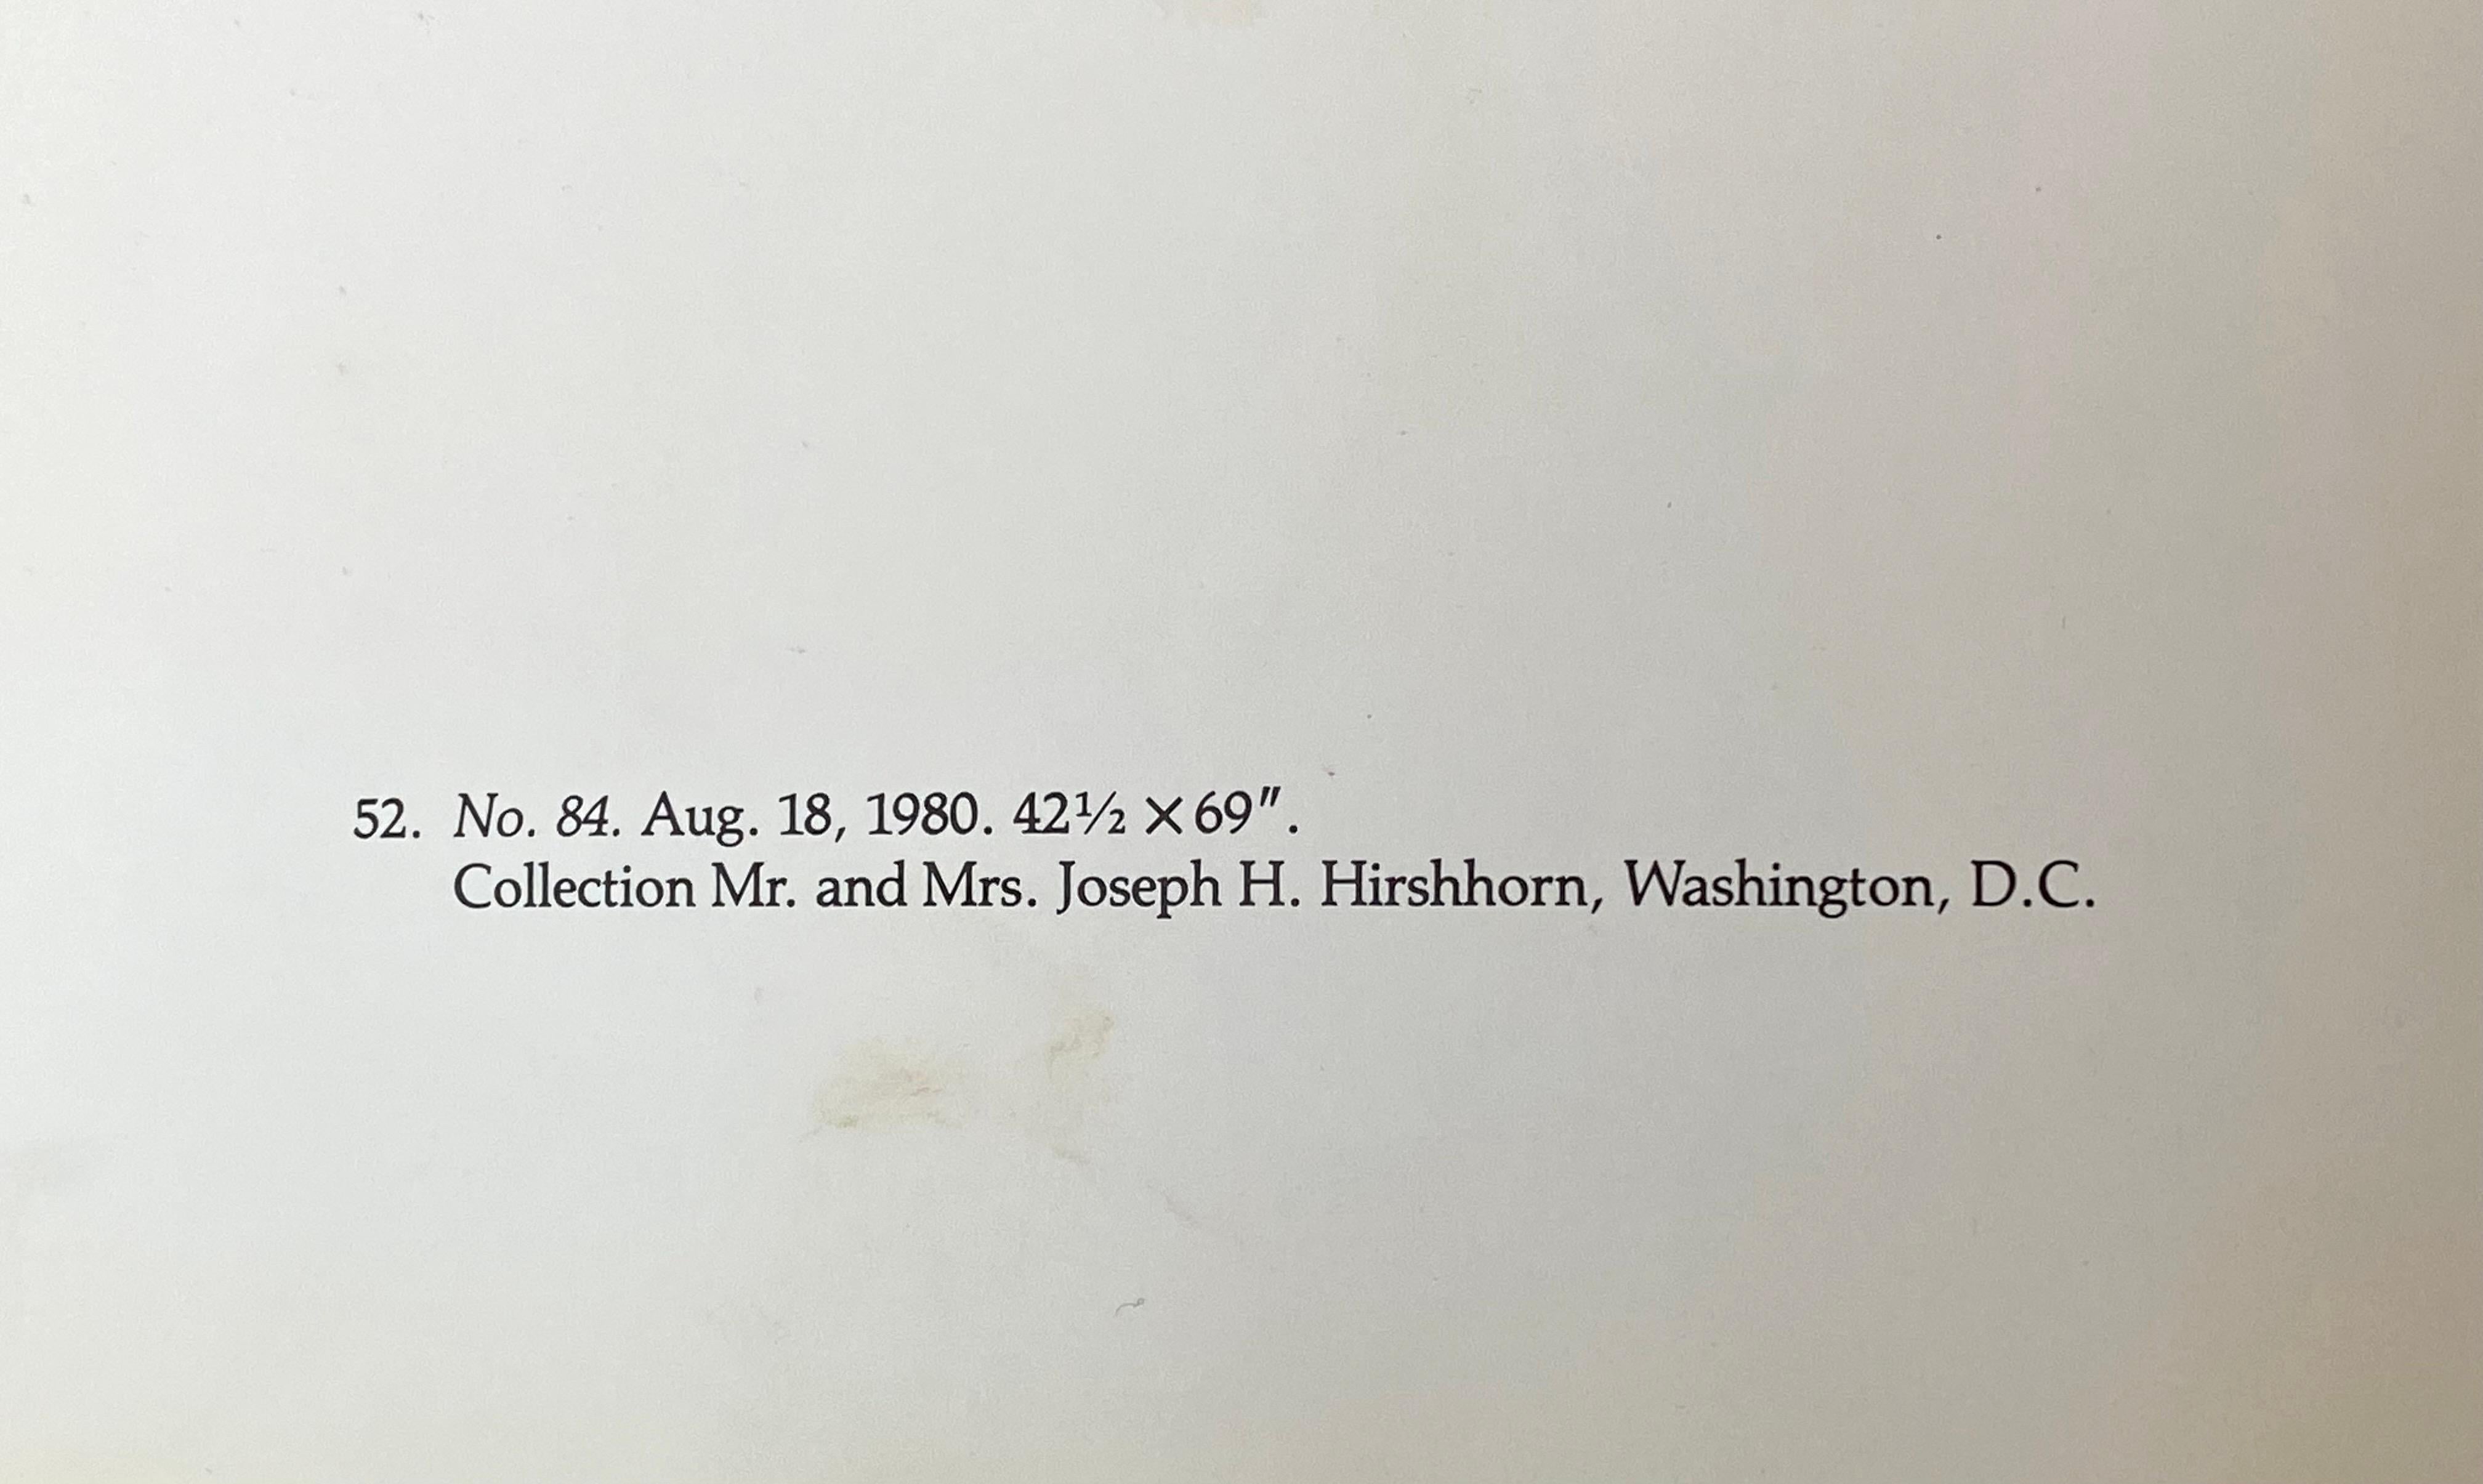 52. No. 84. Aug. 18, 1980. 42½ ×69″.
Collection Mr. and Mrs. Joseph H. Hirshhorn, Washington, D.C.